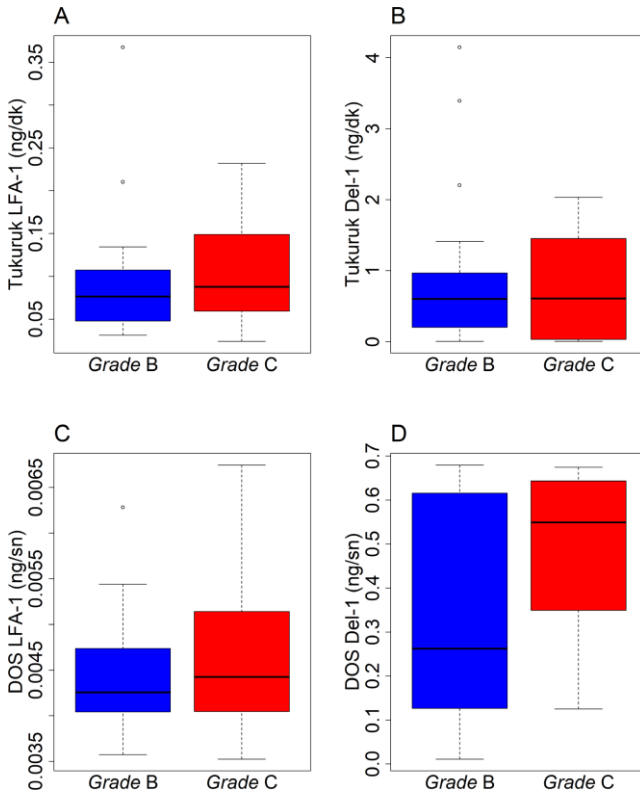 A
Tukuruk LFA-1 (ng/dk)
0.35
0.25
0.15
0.05
Grade B
Grade C
B
Tukuruk Del-1 (ng/dk)
4
3
2
1
0
Grade B
Grade C
C
DOS LFA-1 (ng/sn)
0.0065
0.0055
0.0045
0.0035
Grade B
Grade C
D
DOS Del-1 (ng/sn)
0.7
0.6
0.5
0.4
0.3
0.2
0.1
0.0
Grade B
Grade C